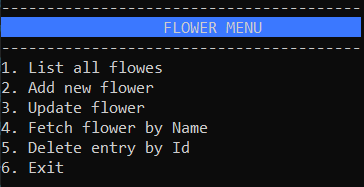 ----------------------------------------
FLOWER MENU
----------------------------------------
1. List all flowes
2. Add new flower
3. Update flower
4. Fetch flower by Name
5. Delete entry by Id
6. Exit